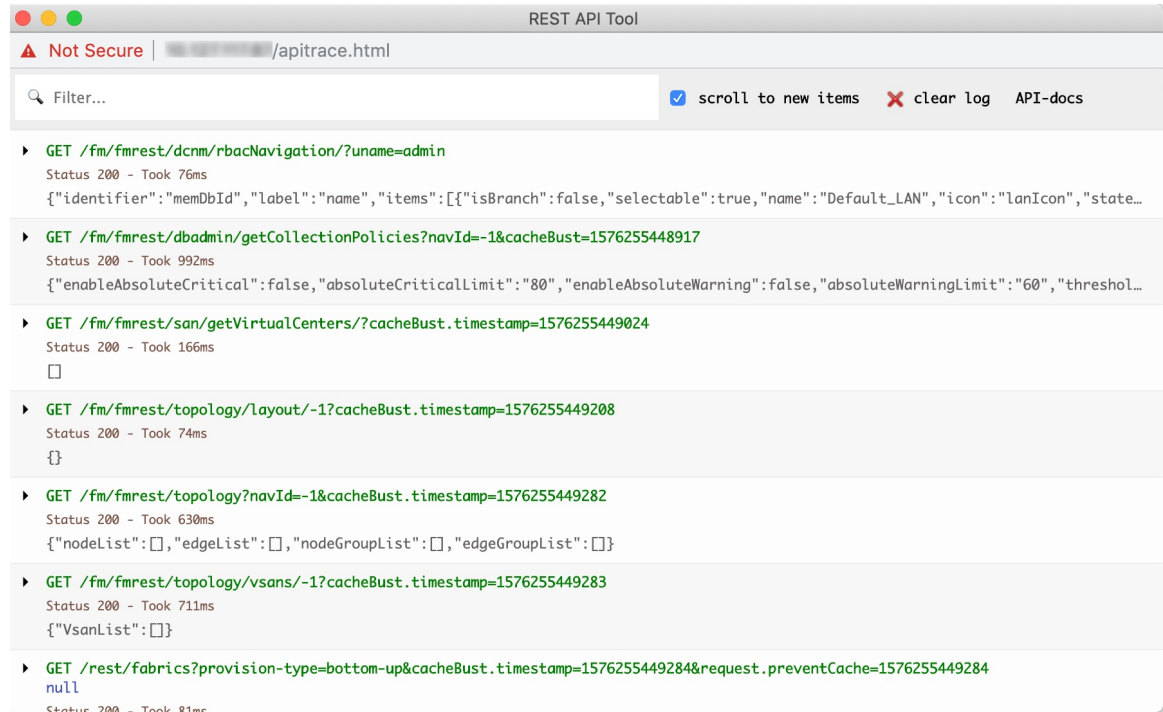 REST API Tool
Not Secure /apitrace.html
Filter... scroll to new items clear log API-docs
GET /fm/fmrest/dcnm/rbacNavigation/?uname=admin
Status 200 - Took 76ms
{"identifier":"memDbId","label":"name","items":[{"isBranch":false,"selectable":true,"name":"Default_LAN","icon":"lanIcon","state…
GET /fm/fmrest/dbadmin/getCollectionPolicies?navId=-1&cacheBust=1576255448917
Status 200 - Took 992ms
{"enableAbsoluteCritical":false,"absoluteCriticalLimit":"80","enableAbsoluteWarning":false,"absoluteWarningLimit":"60","threshol…
GET /fm/fmrest/san/getVirtualCenters/?cacheBust.timestamp=1576255449024
Status 200 - Took 166ms
[]
GET /fm/fmrest/topology/layout/-1?cacheBust.timestamp=1576255449208
Status 200 - Took 74ms
{}
GET /fm/fmrest/topology?navId=-1&cacheBust.timestamp=1576255449282
Status 200 - Took 630ms
{"nodeList":[],"edgeList":[],"nodeGroupList":[],"edgeGroupList":[]}
GET /fm/fmrest/topology/vsans/-1?cacheBust.timestamp=1576255449283
Status 200 - Took 711ms
{"VsanList":[]}
GET /rest/fabrics?provision-type=bottom-up&cacheBust.timestamp=1576255449284&request.preventCache=1576255449284
null
Status 200 - Took 81ms